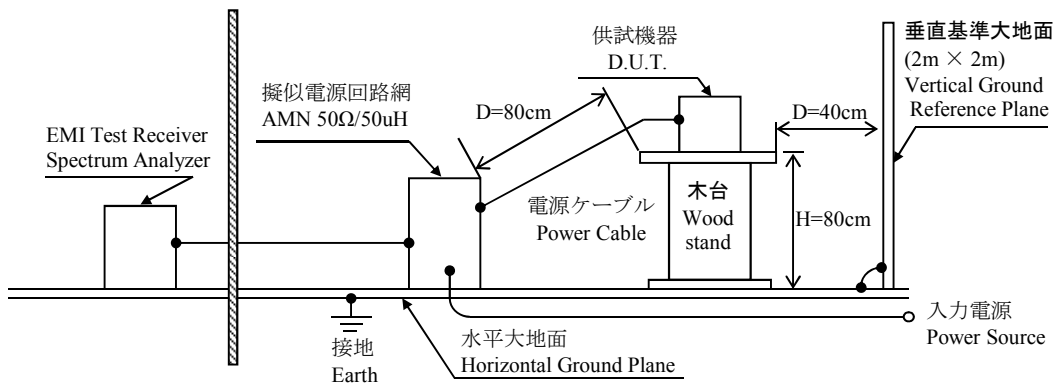 供試機器
D.U.T.
垂直基準大地面
(2m × 2m)
Vertical Ground
Reference Plane
擬似電源回路網
AMN 50Ω/50uH
D=80cm
D=40cm
EMI Test Receiver
Spectrum Analyzer
電源ケーブル
Power Cable
木台
Wood
stand
H=80cm
接地
Earth
水平大地面
Horizontal Ground Plane
入力電源
Power Source